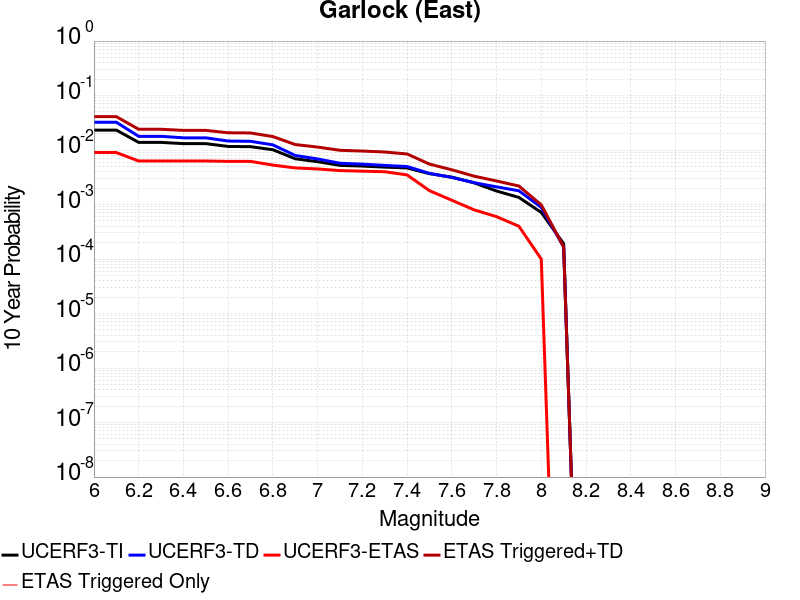 Garlock (East)
10 Year Probability
10^0
10^-1
10^-2
10^-3
10^-4
10^-5
10^-6
10^-7
10^-8
6 6.2 6.4 6.6 6.8 7 7.2 7.4 7.6 7.8 8 8.2 8.4 8.6 8.8 9
Magnitude
UCERF3-TI UCERF3-TD UCERF3-ETAS ETAS Triggered+TD
ETAS Triggered Only